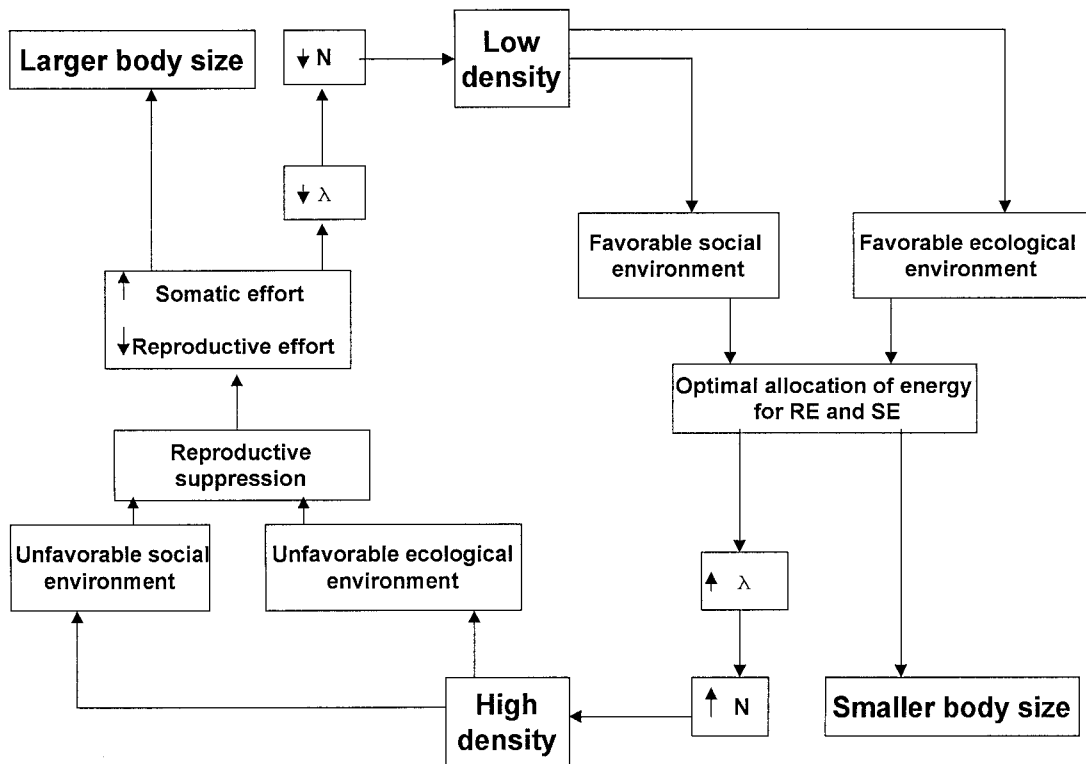 Larger body size
↓ N
Low
density
↓ λ
Favorable social
environment
Favorable ecological
environment
↑ Somatic effort
↓ Reproductive effort
Optimal allocation of energy
for RE and SE
Reproductive
suppression
Unfavorable social
environment
Unfavorable ecological
environment
↑ λ
High
density
↑ N
Smaller body size